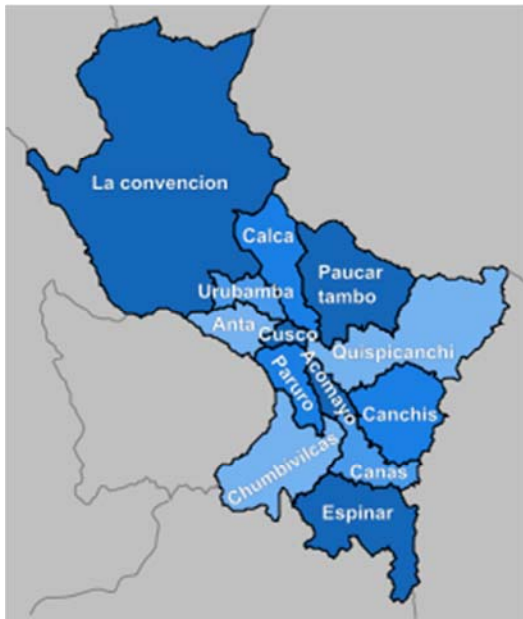 La convencion
Calca
Paucar
tambo
Urubamba
Anta
Cusco
Quispicanchi
Acomayo
Paruro
Canchis
Chumbivilcas
Canas
Espinar